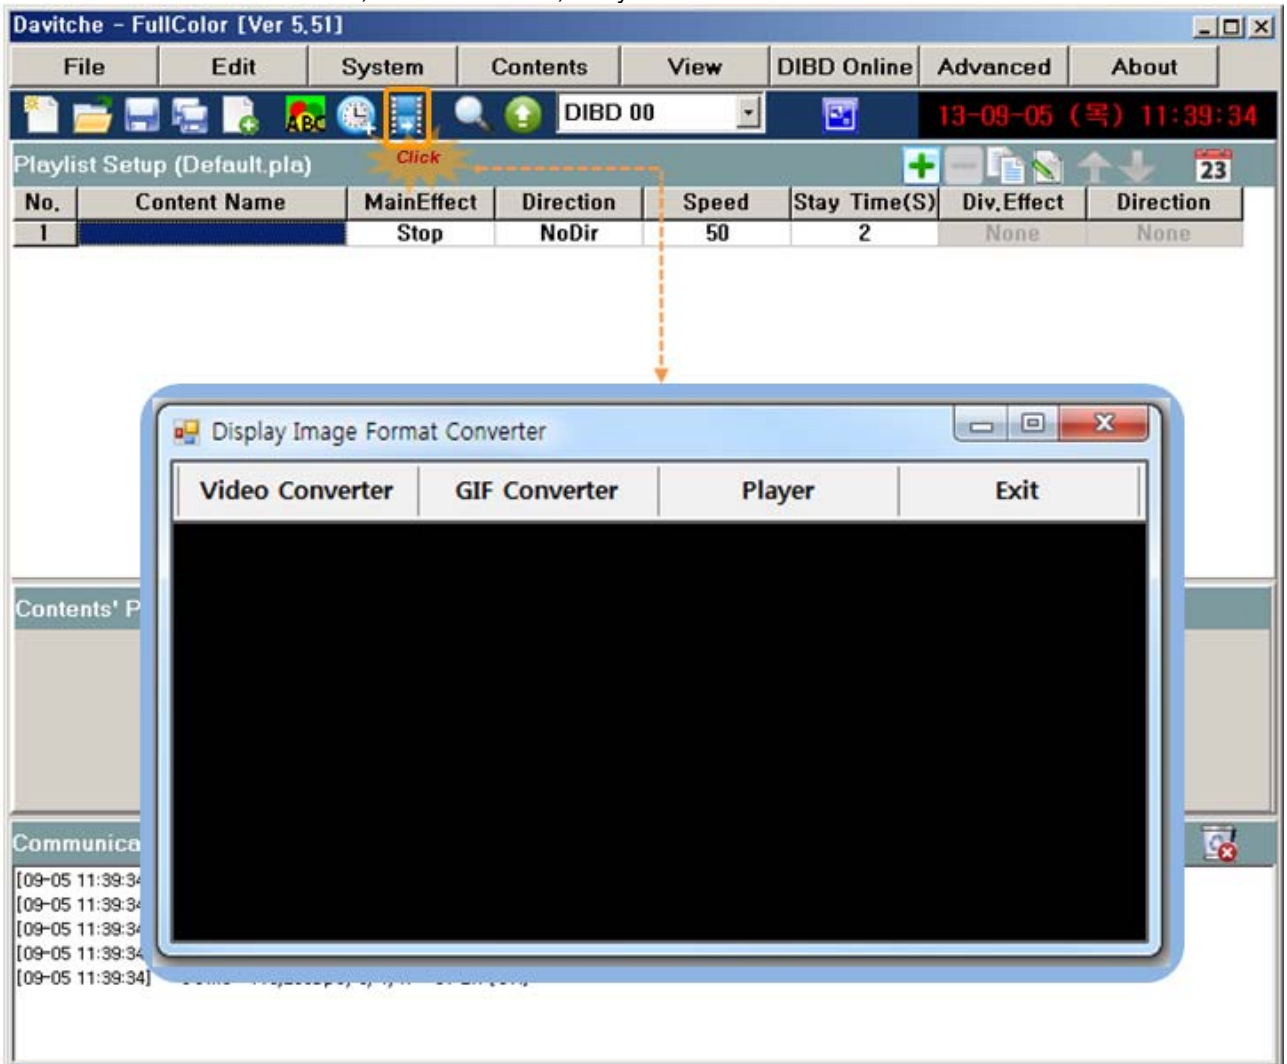 Davitche - FullColor [Ver 5,51]
File Edit System Contents View DIBD Online Advanced About
ABC DIBD 00 13-09-05 (목) 11:39:34
Click
Playlist Setup (Default.pla) 23
No. Content Name MainEffect Direction Speed Stay Time(S) Div,Effect Direction
1 Stop NoDir 50 2 None None
Display Image Format Converter
Video Converter GIF Converter Player Exit
Contents' P
Communica
[09-05 11:39:34
[09-05 11:39:34
[09-05 11:39:34
[09-05 11:39:34
[09-05 11:39:34]